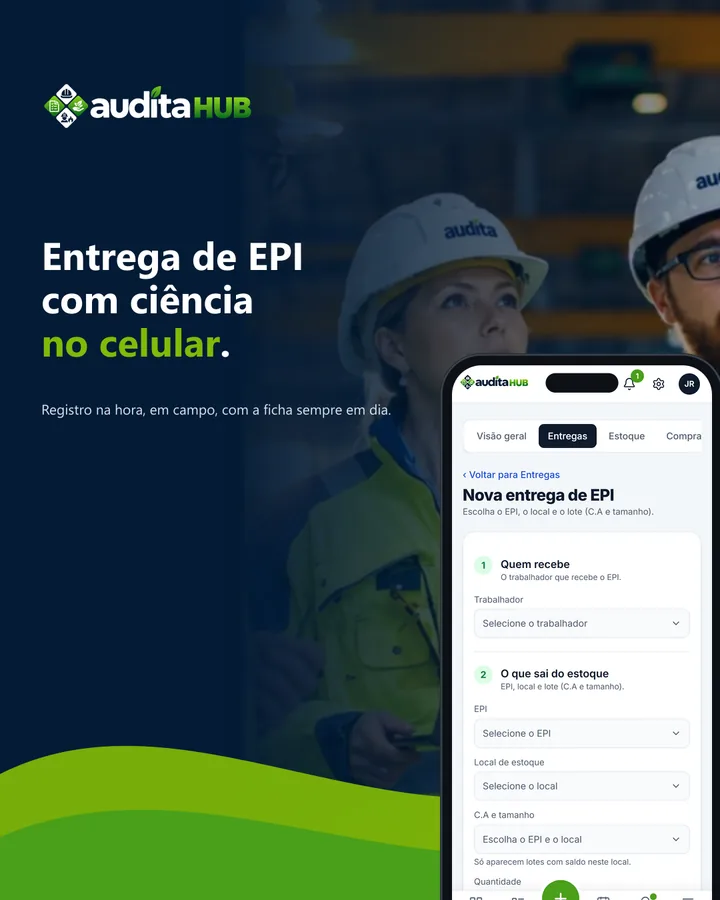 auditaHUB
Entrega de EPI
com ciência
no celular.
Registro na hora, em campo, com a ficha sempre em dia.
audita
au
auditaHUB
1
JR
Visão geral
Entregas
Estoque
Compra
‹ Voltar para Entregas
Nova entrega de EPI
Escolha o EPI, o local e o lote (C.A e tamanho).
1
Quem recebe
O trabalhador que recebe o EPI.
Trabalhador
Selecione o trabalhador
2
O que sai do estoque
EPI, local e lote (C.A e tamanho).
EPI
Selecione o EPI
Local de estoque
Selecione o local
C.A e tamanho
Escolha o EPI e o local
Só aparecem lotes com saldo neste local.
Quantidade